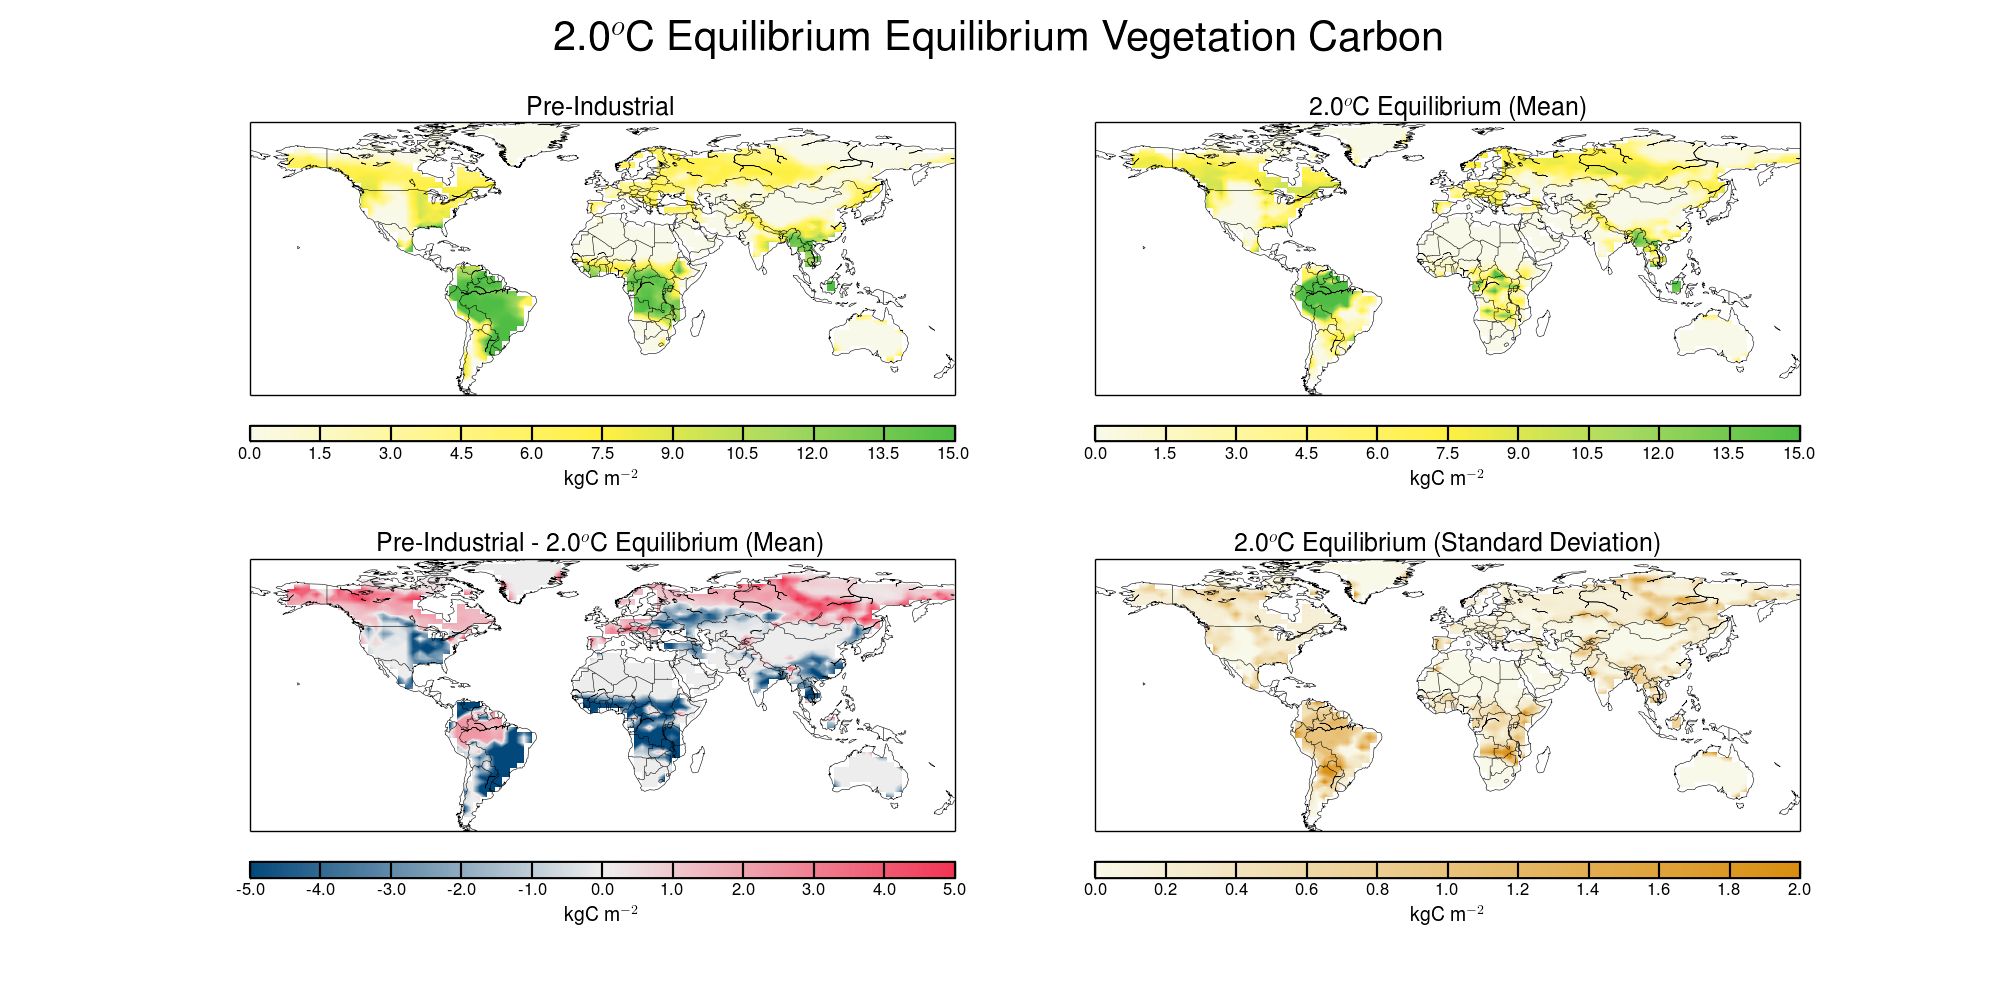 2.0°C Equilibrium Equilibrium Vegetation Carbon
Pre-Industrial
2.0°C Equilibrium (Mean)
0.0 1.5 3.0 4.5 6.0 7.5 9.0 10.5 12.0 13.5 15.0
kgC m⁻²
0.0 1.5 3.0 4.5 6.0 7.5 9.0 10.5 12.0 13.5 15.0
kgC m⁻²
Pre-Industrial - 2.0°C Equilibrium (Mean)
2.0°C Equilibrium (Standard Deviation)
-5.0 -4.0 -3.0 -2.0 -1.0 0.0 1.0 2.0 3.0 4.0 5.0
kgC m⁻²
0.0 0.2 0.4 0.6 0.8 1.0 1.2 1.4 1.6 1.8 2.0
kgC m⁻²